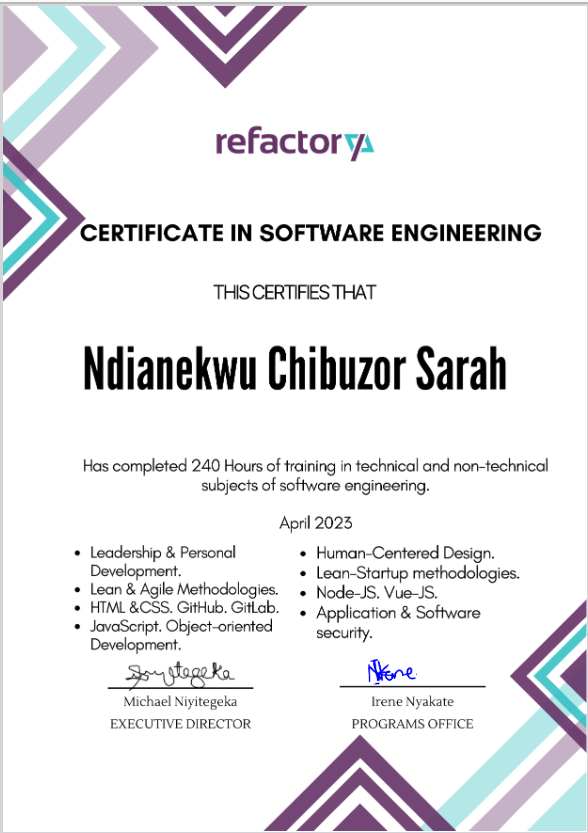 refactory
CERTIFICATE IN SOFTWARE ENGINEERING
THIS CERTIFIES THAT
Ndianekwu Chibuzor Sarah
Has completed 240 Hours of training in technical and non-technical
subjects of software engineering.
April 2023
Leadership & Personal
Development.
Lean & Agile Methodologies.
HTML &CSS. GitHub. GitLab.
JavaScript. Object-oriented
Development.
Human-Centered Design.
Lean-Startup methodologies.
Node-JS. Vue-JS.
Application & Software
security.
Michael Niyitegeka
EXECUTIVE DIRECTOR
Irene Nyakate
PROGRAMS OFFICE